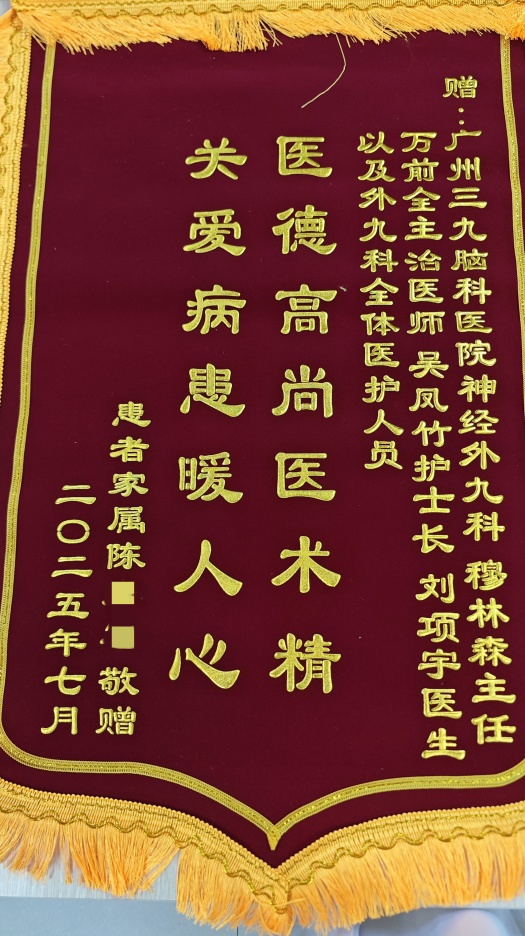 赠:广州三九脑科医院神经外九科 穆林森主任
万前全主治医师 吴凤竹护士长 刘项宇医生
以及外九科全体医护人员
医德高尚医术精
关爱病患暖人心
患者家属陈 敬赠
二〇二五年七月